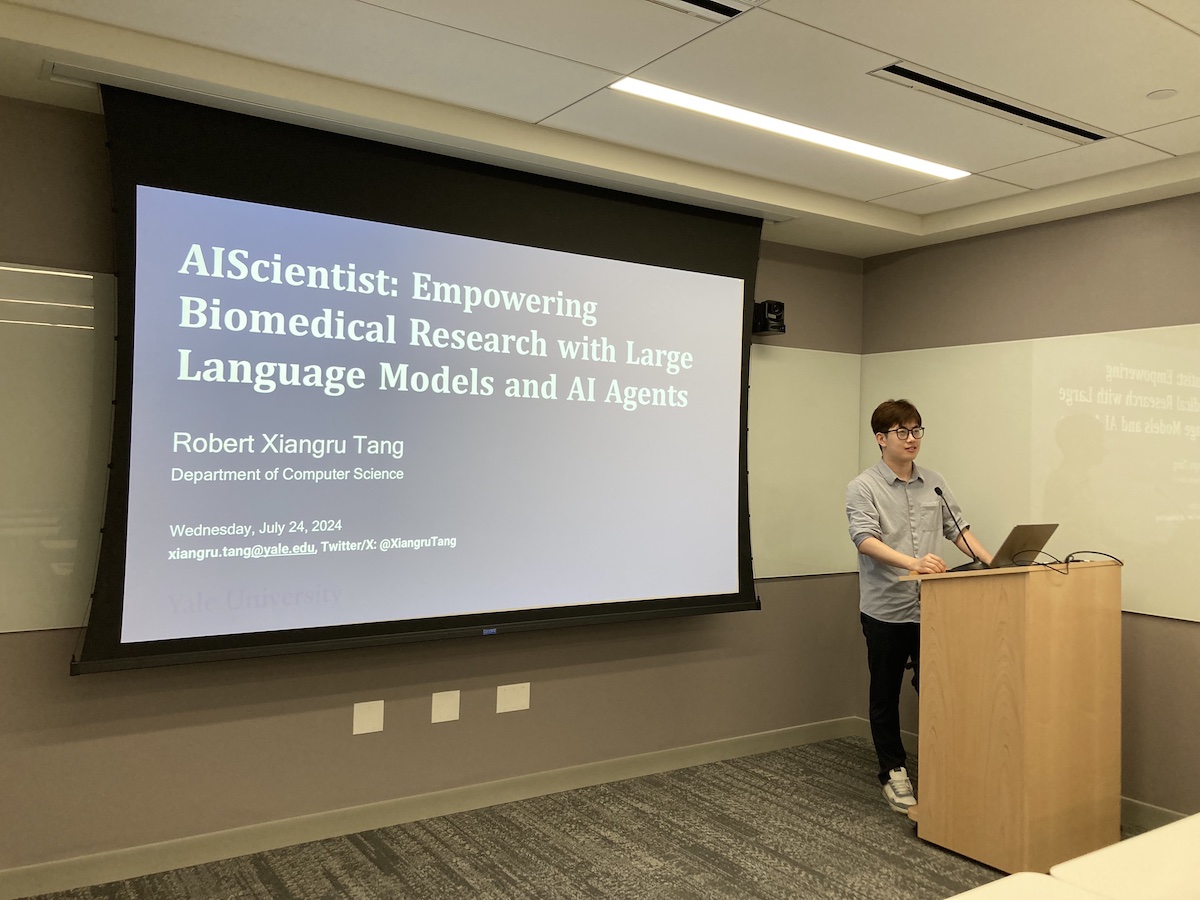 AIScientist: Empowering
Biomedical Research with Large
Language Models and AI Agents
Robert Xiangru Tang
Department of Computer Science
Wednesday, July 24, 2024
xiangru.tang@yale.edu, Twitter/X: @XiangruTang
Yale University